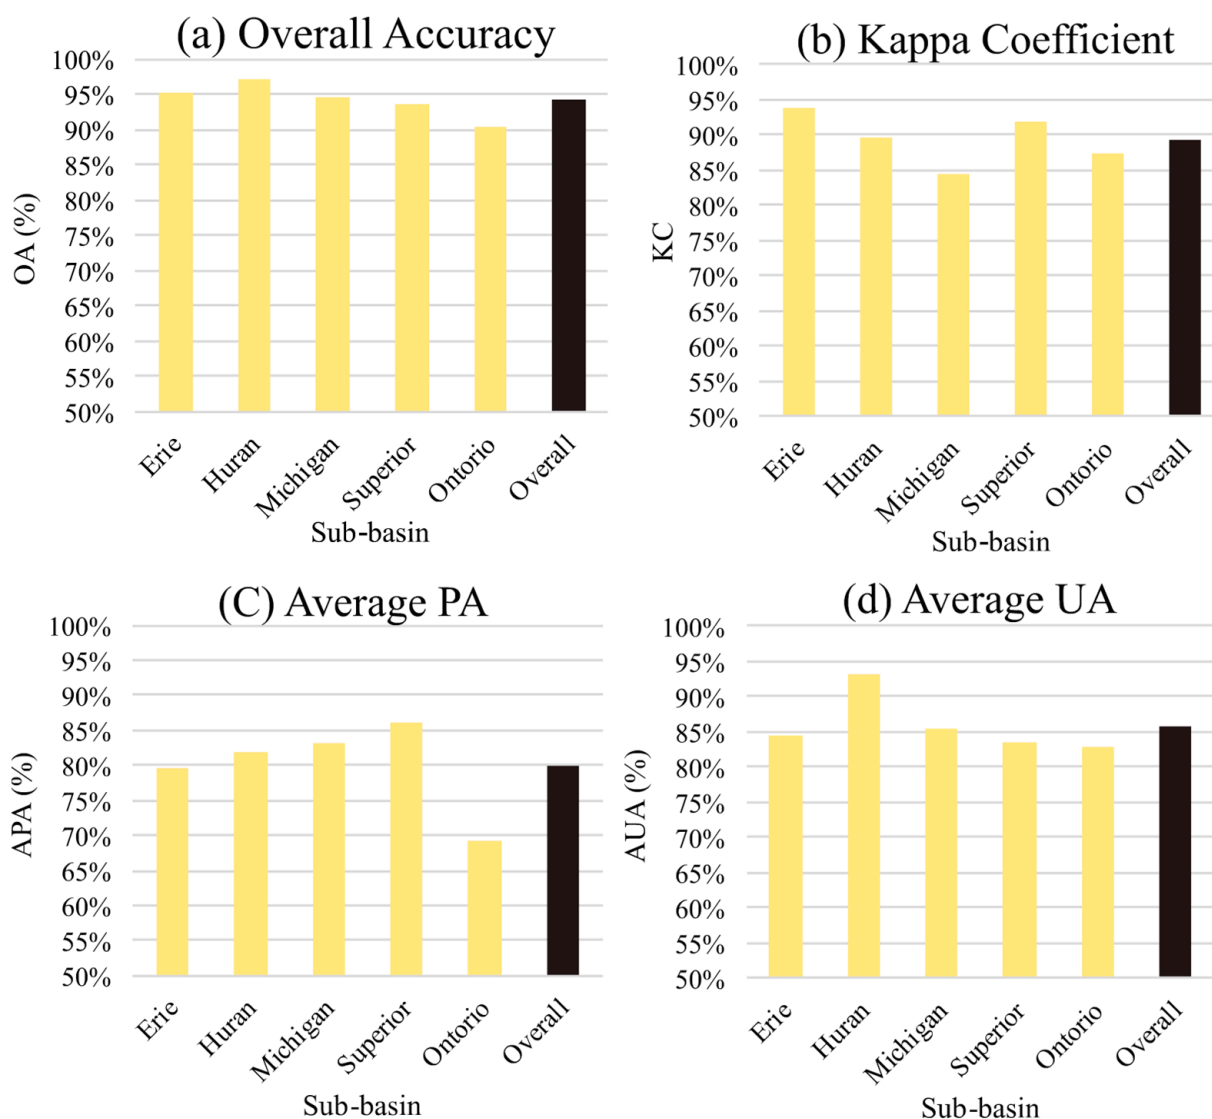 (a) Overall Accuracy
100%
95%
90%
85%
80%
75%
70%
65%
60%
55%
50%
OA (%)
Erie
Huran
Michigan
Superior
Ontorio
Overall
Sub-basin
(b) Kappa Coefficient
100%
95%
90%
85%
80%
75%
70%
65%
60%
55%
50%
KC
Erie
Huran
Michigan
Superior
Ontorio
Overall
Sub-basin
(C) Average PA
100%
95%
90%
85%
80%
75%
70%
65%
60%
55%
50%
APA (%)
Erie
Huran
Michigan
Superior
Ontorio
Overall
Sub-basin
(d) Average UA
100%
95%
90%
85%
80%
75%
70%
65%
60%
55%
50%
AUA (%)
Erie
Huran
Michigan
Superior
Ontorio
Overall
Sub-basin